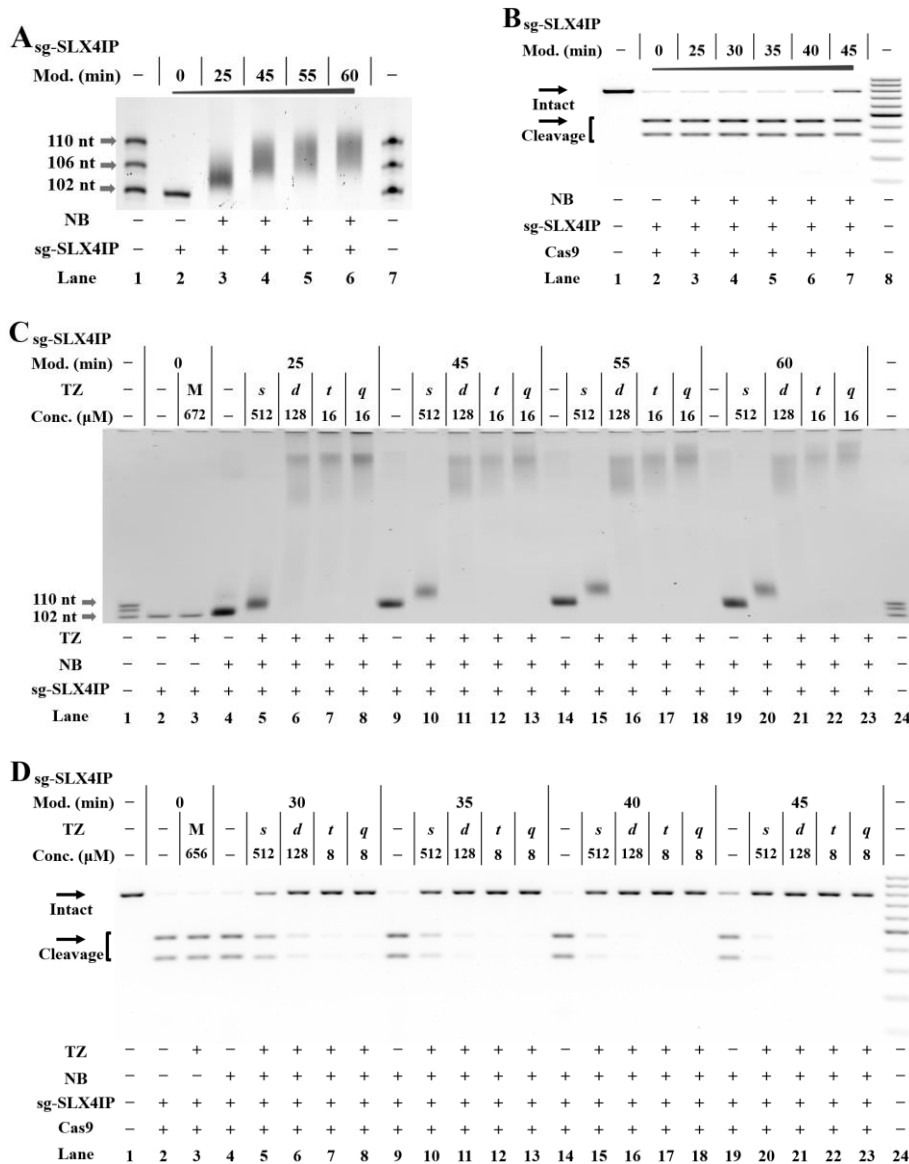 A sg-SLX4IP
Mod. (min) – 0 25 45 55 60 –
110 nt
106 nt
102 nt
NB – – + + + + –
sg-SLX4IP – + + + + + –
Lane 1 2 3 4 5 6 7
B sg-SLX4IP
Mod. (min) – 0 25 30 35 40 45 –
Intact
Cleavage
NB – – + + + + + –
sg-SLX4IP – + + + + + + –
Cas9 – + + + + + + –
Lane 1 2 3 4 5 6 7 8
C sg-SLX4IP
Mod. (min) – 0 25 45 55 60 –
TZ – – M – s d t q – s d t q – s d t q – s d t q –
Conc. (μM) – – 672 – 512 128 16 16 – 512 128 16 16 – 512 128 16 16 – 512 128 16 16 –
110 nt
102 nt
TZ – – + – + + + + – + + + + – + + + + – + + + + –
NB – – – + + + + + + + + + + + + + + + + + + + + –
sg-SLX4IP – + + + + + + + + + + + + + + + + + + + + + + –
Lane 1 2 3 4 5 6 7 8 9 10 11 12 13 14 15 16 17 18 19 20 21 22 23 24
D sg-SLX4IP
Mod. (min) – 0 30 35 40 45 –
TZ – – M – s d t q – s d t q – s d t q – s d t q –
Conc. (μM) – – 656 – 512 128 8 8 – 512 128 8 8 – 512 128 8 8 – 512 128 8 8 –
Intact
Cleavage
TZ – – + – + + + + – + + + + – + + + + – + + + + –
NB – – – + + + + + + + + + + + + + + + + + + + + –
sg-SLX4IP – + + + + + + + + + + + + + + + + + + + + + + –
Cas9 – + + + + + + + + + + + + + + + + + + + + + + –
Lane 1 2 3 4 5 6 7 8 9 10 11 12 13 14 15 16 17 18 19 20 21 22 23 24